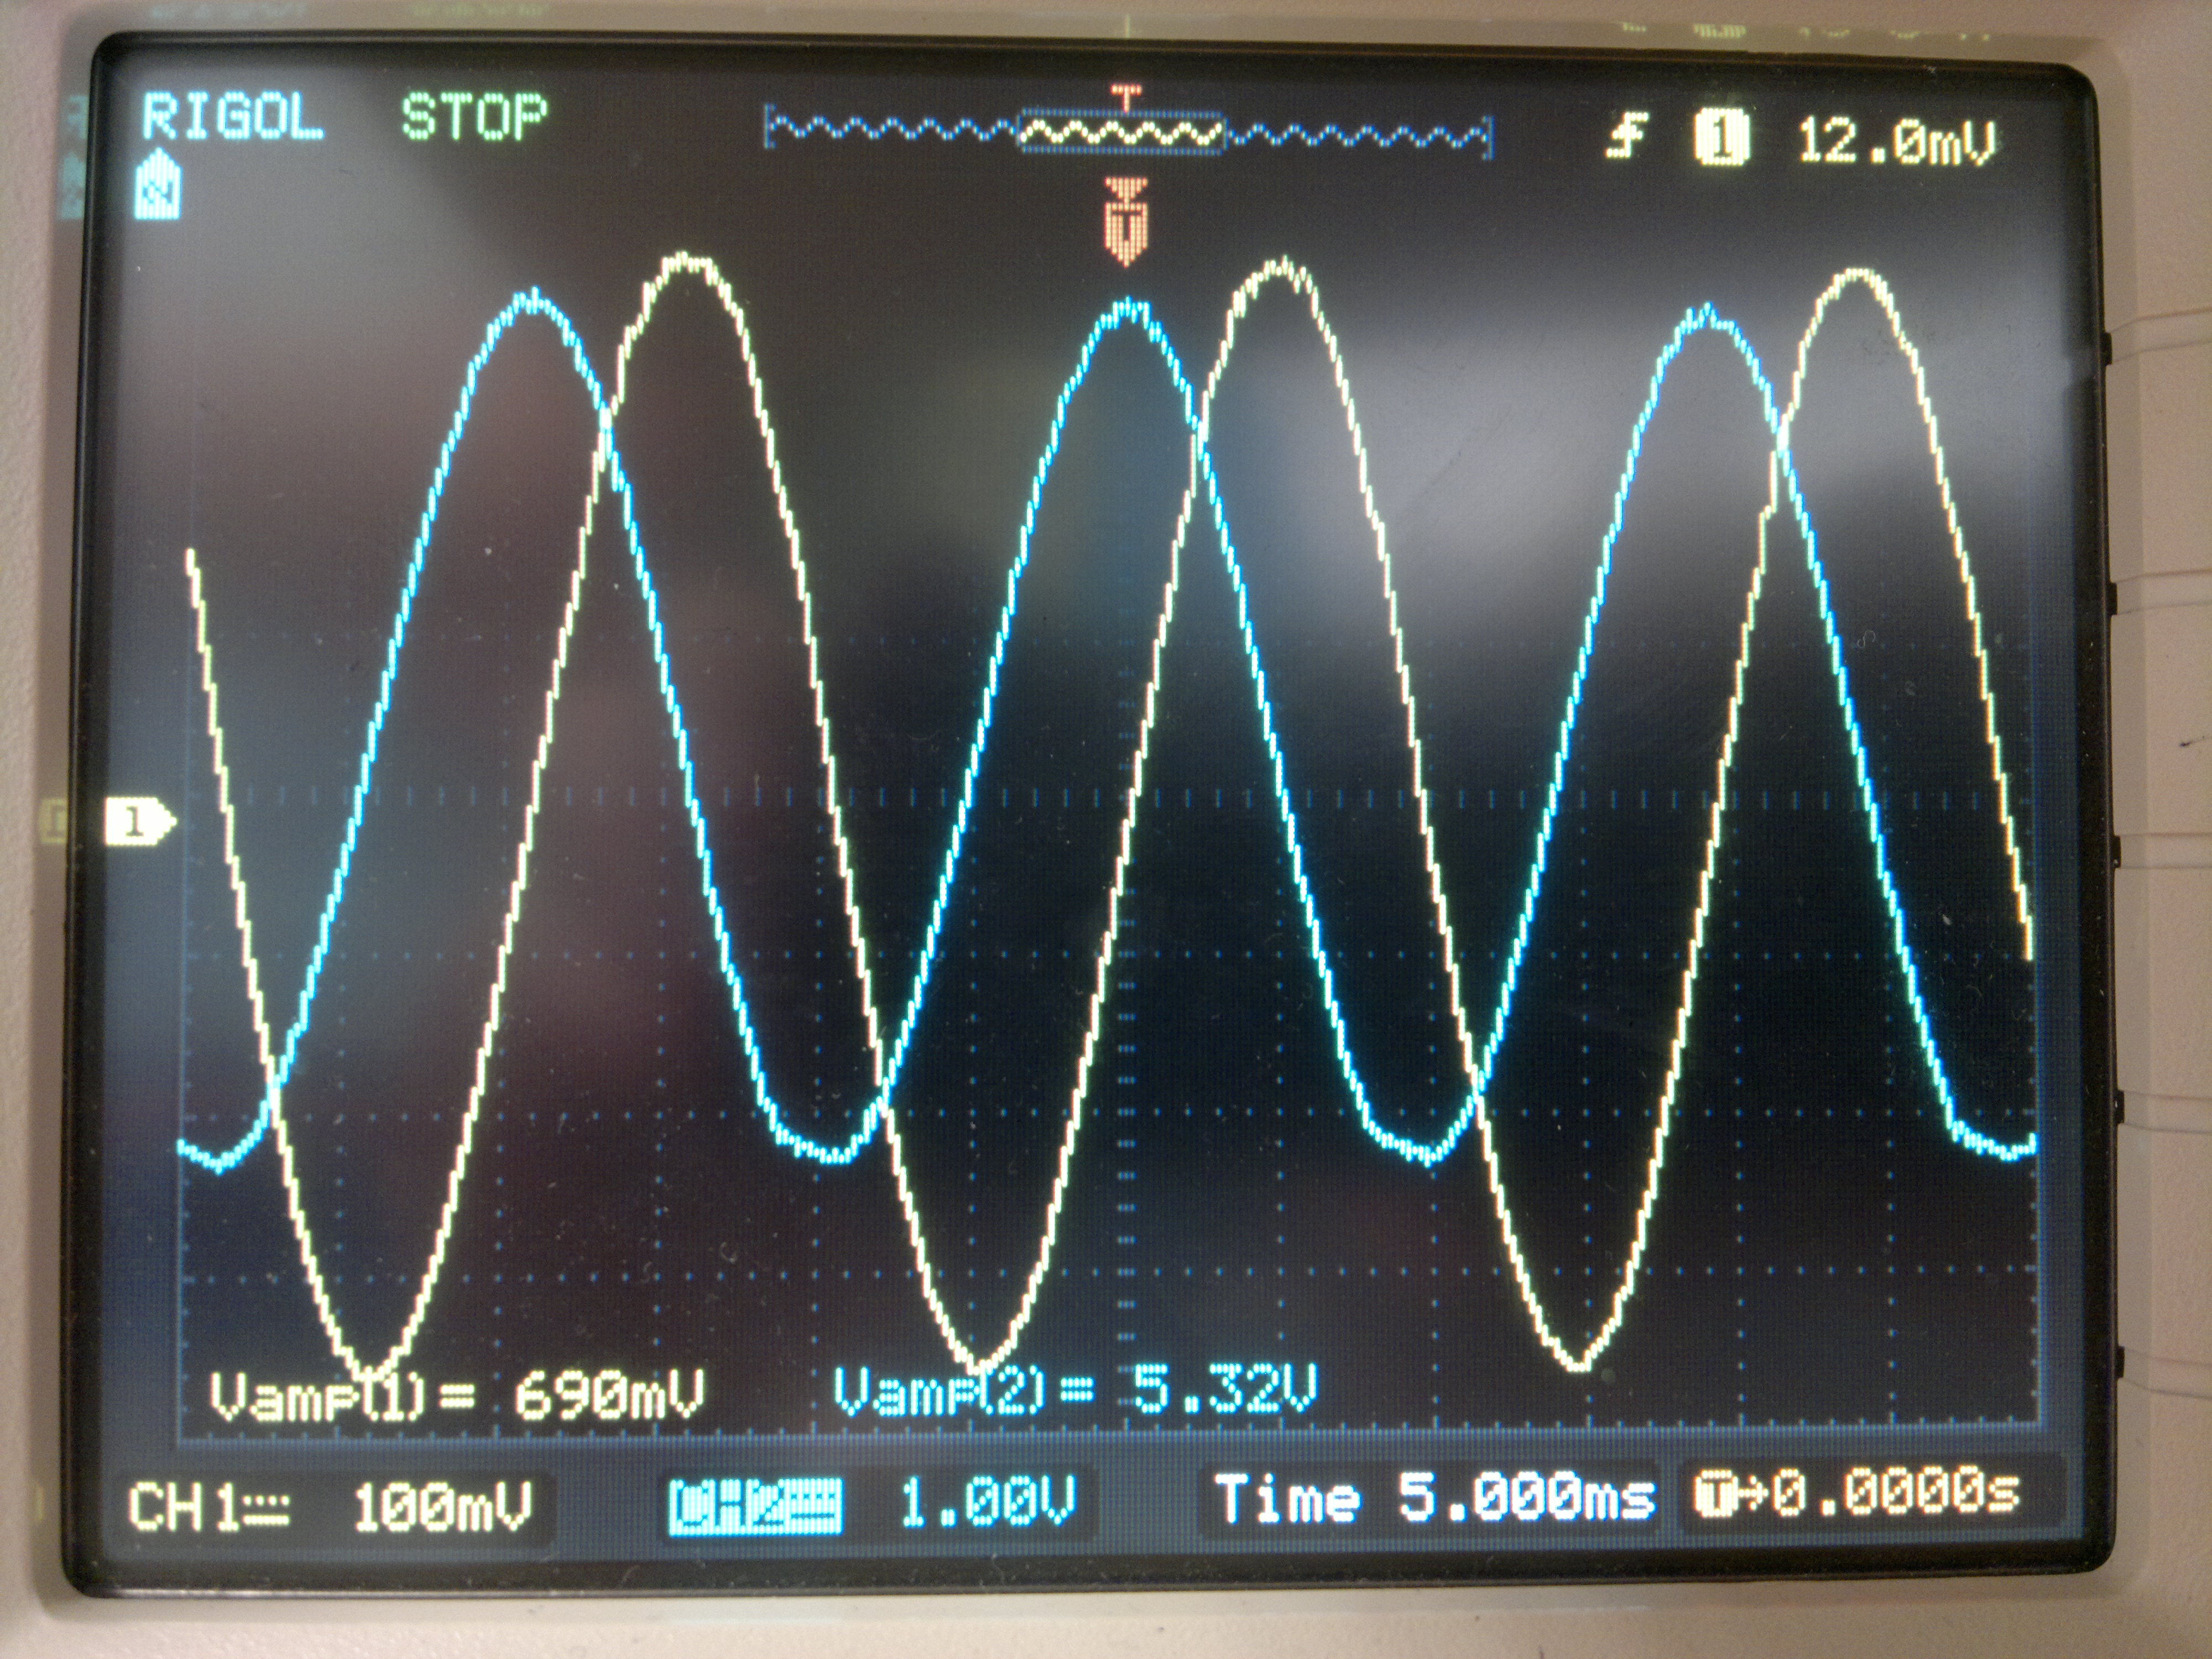 RIGOL STOP T 1 12.0mV
T
1
Vamp(1)= 690mV Vamp(2)= 5.32V
CH1 100mV CH2 1.00V Time 5.000ms T→0.0000s